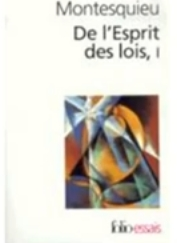 Montesquieu
De l'Esprit
des lois, I
folio essais